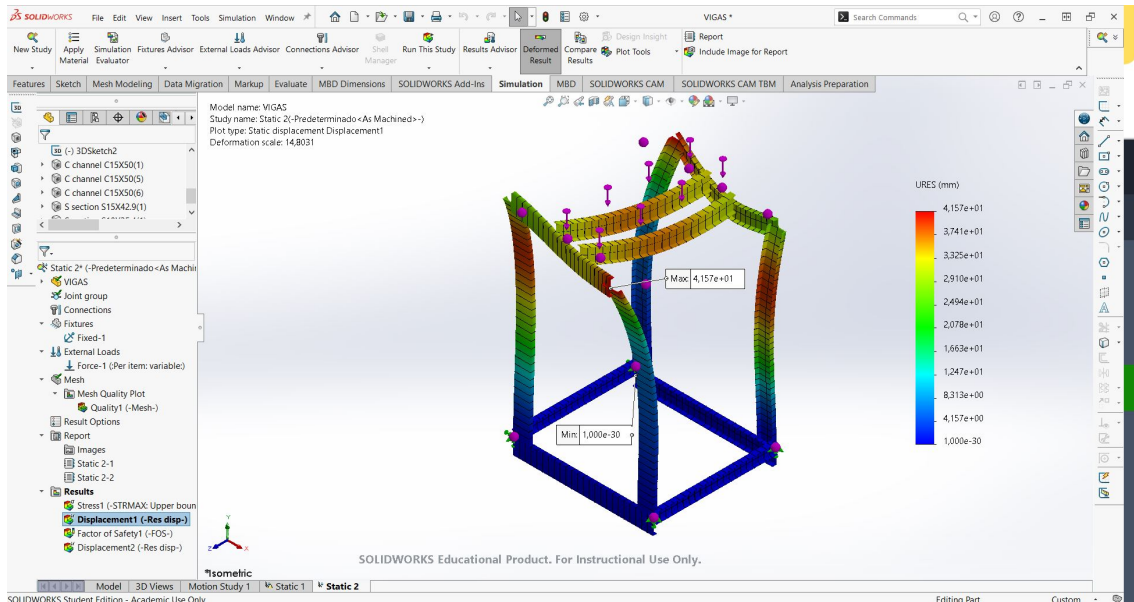 SOLIDWORKS File Edit View Insert Tools Simulation Window VIGAS * Search Commands
New Study Apply Material Simulation Evaluator Fixtures Advisor External Loads Advisor Connections Advisor Shell Manager Run This Study Results Advisor Deformed Result Compare Results Design Insight Plot Tools Report Include Image for Report
Features Sketch Mesh Modeling Data Migration Markup Evaluate MBD Dimensions SOLIDWORKS Add-Ins Simulation MBD SOLIDWORKS CAM SOLIDWORKS CAM TBM Analysis Preparation
Model name: VIGAS
Study name: Static 2(-Predeterminado<As Machined>-)
Plot type: Static displacement Displacement1
Deformation scale: 14,8031
3D (-) 3DSketch2
C channel C15X50(1)
C channel C15X50(5)
C channel C15X50(6)
S section S15X42.9(1)
Static 2* (-Predeterminado<As Machin
VIGAS
Joint group
Connections
Fixtures
Fixed-1
External Loads
Force-1 (:Per item: variable:)
Mesh
Mesh Quality Plot
Quality1 (-Mesh-)
Result Options
Report
Images
Static 2-1
Static 2-2
Results
Stress1 (-STRMAX: Upper boun
Displacement1 (-Res disp-)
Factor of Safety1 (-FOS-)
Displacement2 (-Res disp-)
Max: 4,157e+01
Min: 1,000e-30
URES (mm)
4,157e+01
3,741e+01
3,325e+01
2,910e+01
2,494e+01
2,078e+01
1,663e+01
1,247e+01
8,313e+00
4,157e+00
1,000e-30
Y
Z X
*Isometric
SOLIDWORKS Educational Product. For Instructional Use Only.
Model 3D Views Motion Study 1 Static 1 Static 2
SOLIDWORKS Student Edition - Academic Use Only Editing Part Custom